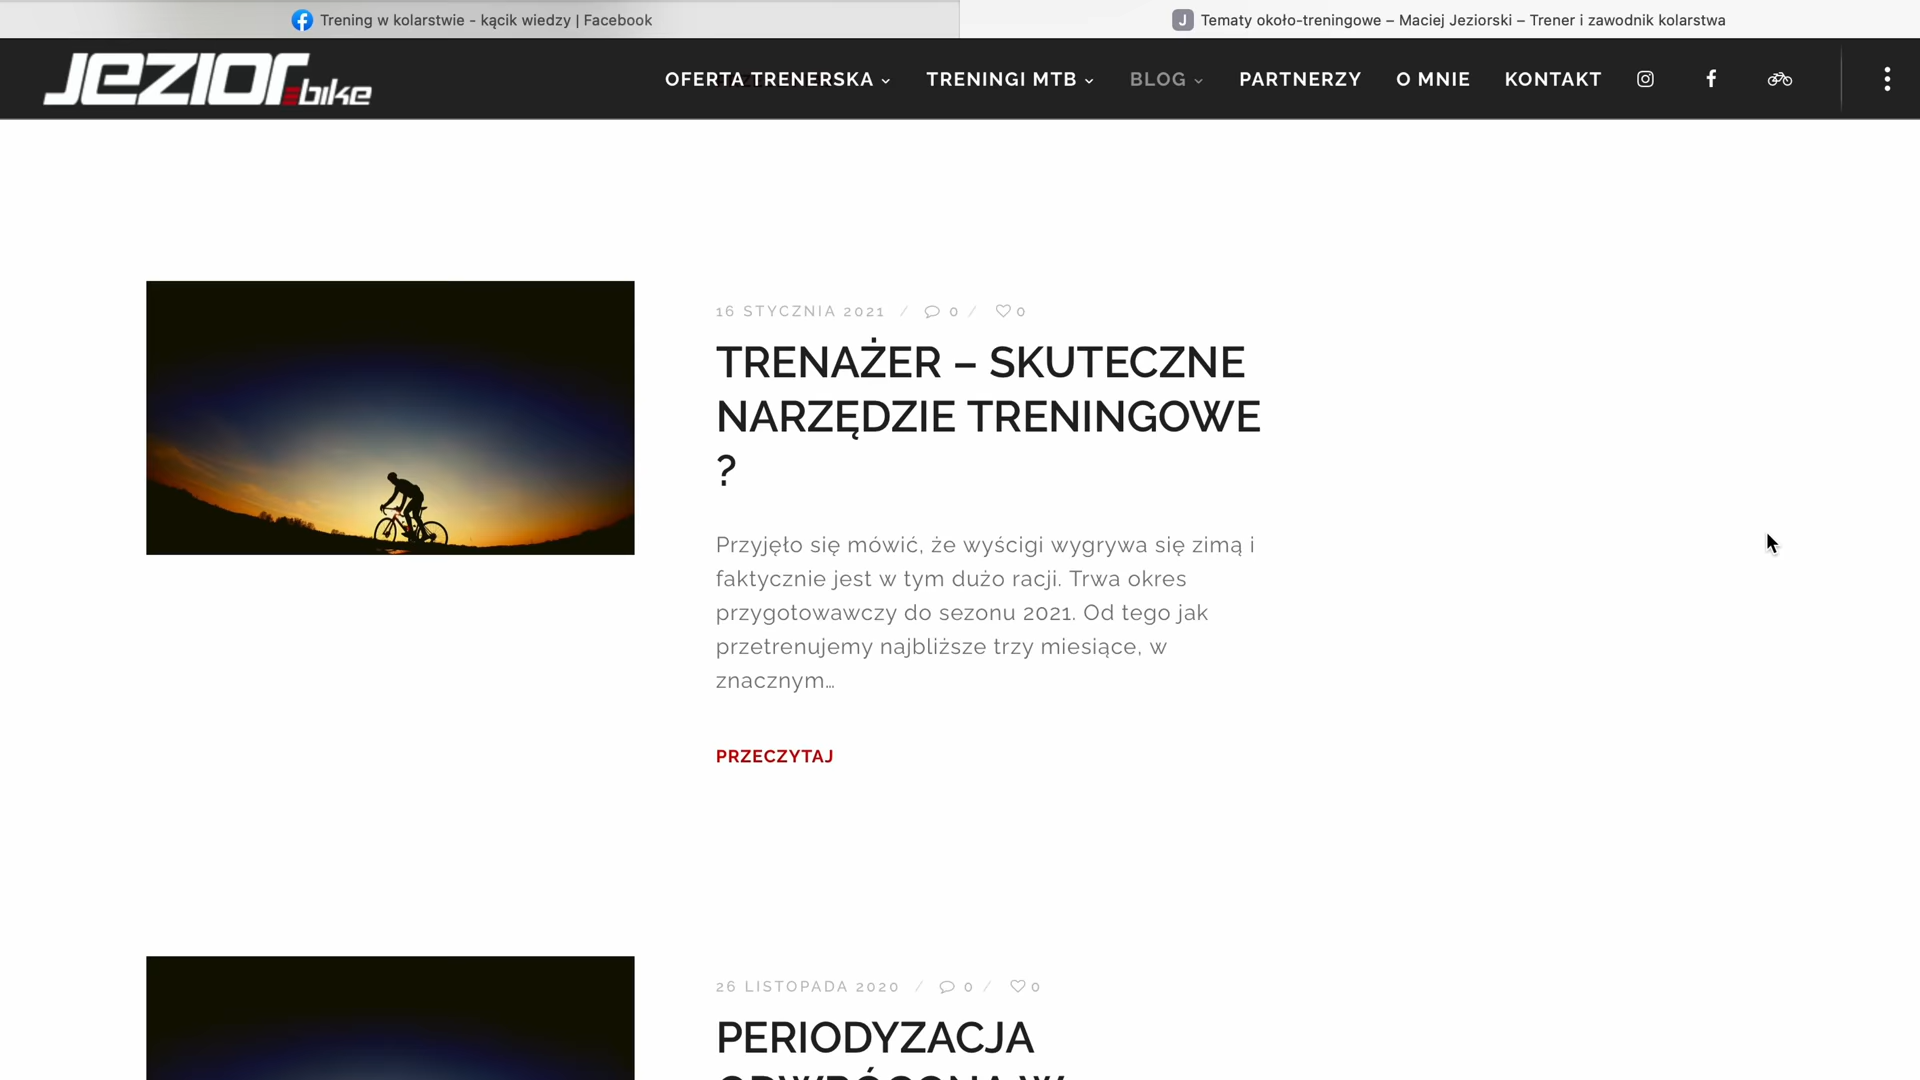 Trening w kolarstwie - kącik wiedzy | Facebook
J Tematy około-treningowe – Maciej Jeziorski – Trener i zawodnik kolarstwa
JEZIOR.bike
OFERTA TRENERSKA TRENINGI MTB BLOG PARTNERZY O MNIE KONTAKT
16 STYCZNIA 2021 / 0 / 0
TRENAŻER – SKUTECZNE
NARZĘDZIE TRENINGOWE
?
Przyjęło się mówić, że wyścigi wygrywa się zimą i
faktycznie jest w tym dużo racji. Trwa okres
przygotowawczy do sezonu 2021. Od tego jak
przetrenujemy najbliższe trzy miesiące, w
znacznym...
PRZECZYTAJ
26 LISTOPADA 2020 / 0 / 0
PERIODYZACJA
ODWRÓCONA W